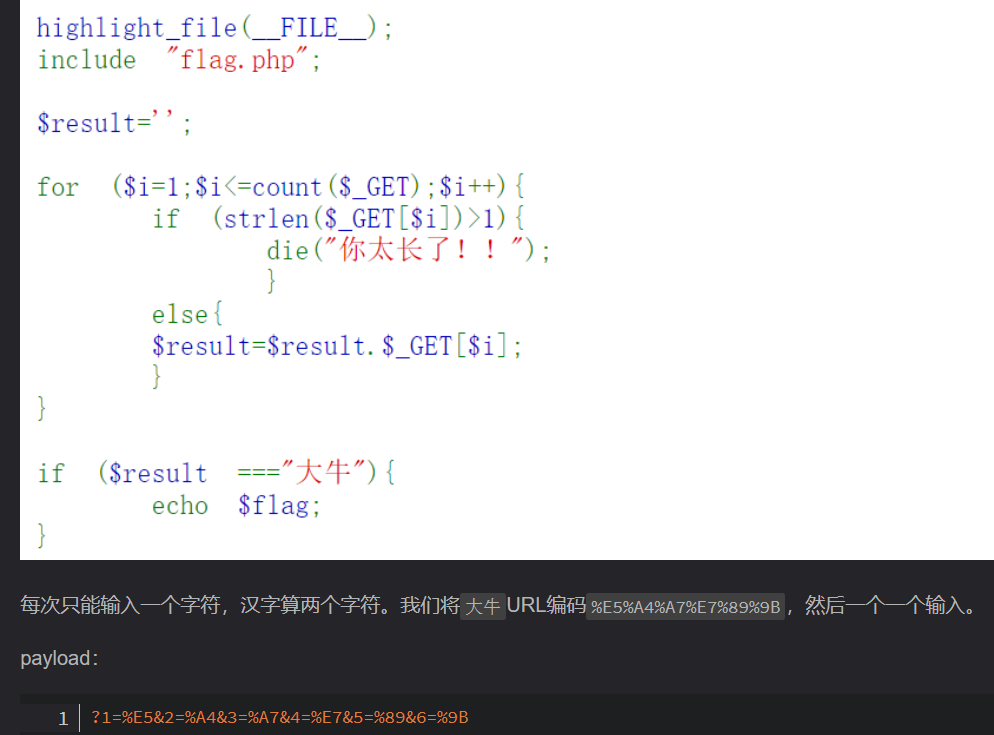 highlight_file(__FILE__);
include "flag.php";
$result='';
for ($i=1;$i<=count($_GET);$i++){
if (strlen($_GET[$i])>1){
die("你太长了！！");
}
else{
$result=$result.$_GET[$i];
}
}
if ($result ==="大牛"){
echo $flag;
}
每次只能输入一个字符，汉字算两个字符。我们将大牛URL编码%E5%A4%A7%E7%89%9B，然后一个一个输入。
payload：
1 ?1=%E5&2=%A4&3=%A7&4=%E7&5=%89&6=%9B